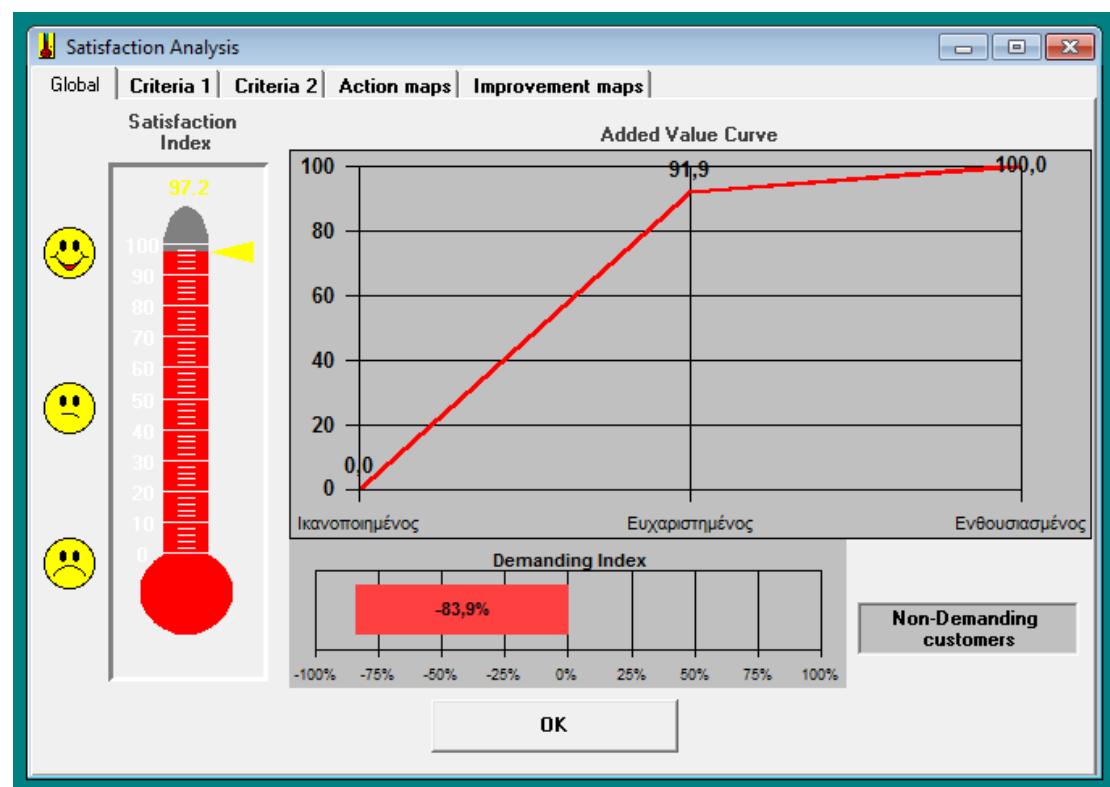 Satisfaction Analysis
Global Criteria 1 Criteria 2 Action maps Improvement maps
Satisfaction
Index
97.2
100
90
80
70
60
50
40
30
20
10
0
Added Value Curve
100
80
60
40
20
0
0,0
91,9
100,0
Ικανοποιημένος Ευχαριστημένος Ενθουσιασμένος
Demanding Index
-83,9%
-100% -75% -50% -25% 0% 25% 50% 75% 100%
Non-Demanding
customers
OK